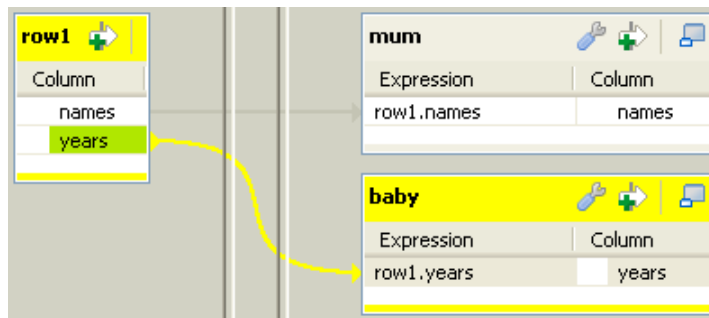 row1
Column
names
years
mum
Expression Column
row1.names names
baby
Expression Column
row1.years years